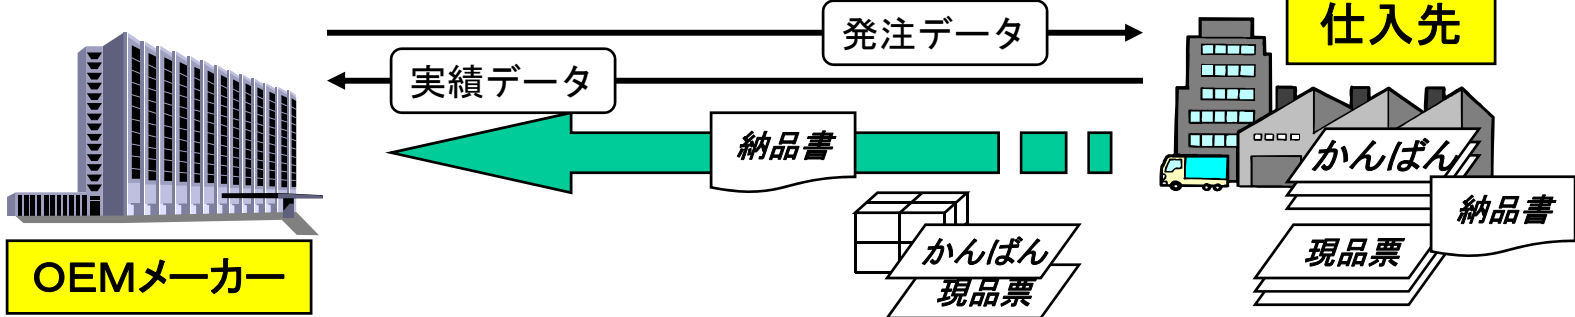 発注データ
仕入先
実績データ
納品書
かんばん
納品書
かんばん
現品票
現品票
OEMメーカー